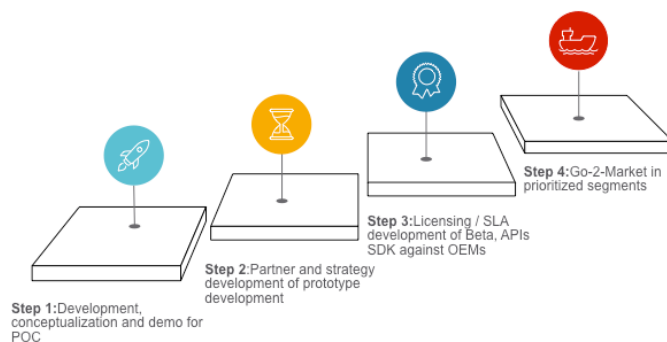 Step 1:Development,
conceptualization and demo for
POC
Step 2:Partner and strategy
development of prototype
development
Step 3:Licensing / SLA
development of Beta, APIs
SDK against OEMs
Step 4:Go-2-Market in
prioritized segments